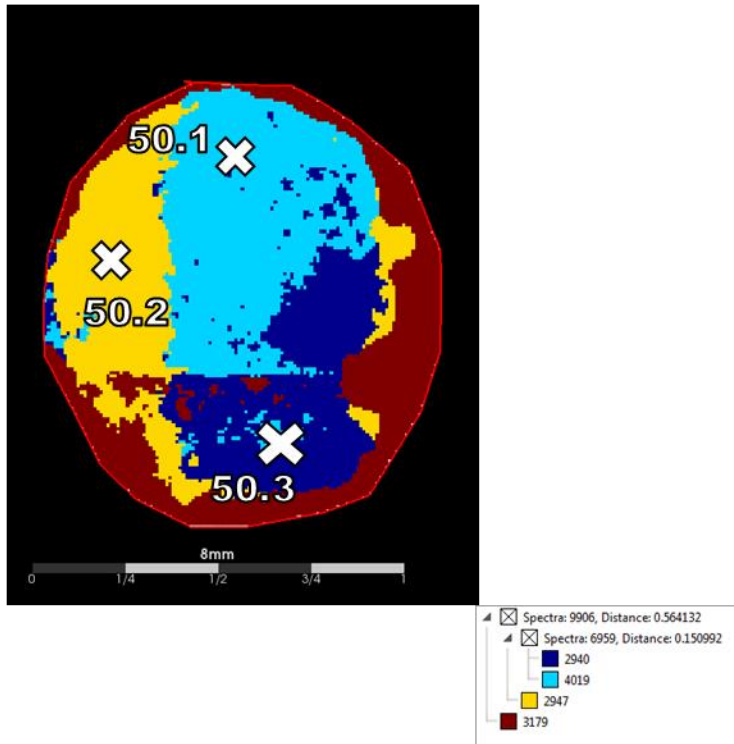 50.1
50.2
50.3
8mm
0 1/4 1/2 3/4 1
Spectra: 9906, Distance: 0.564132
Spectra: 6959, Distance: 0.150992
2940
4019
2947
3179